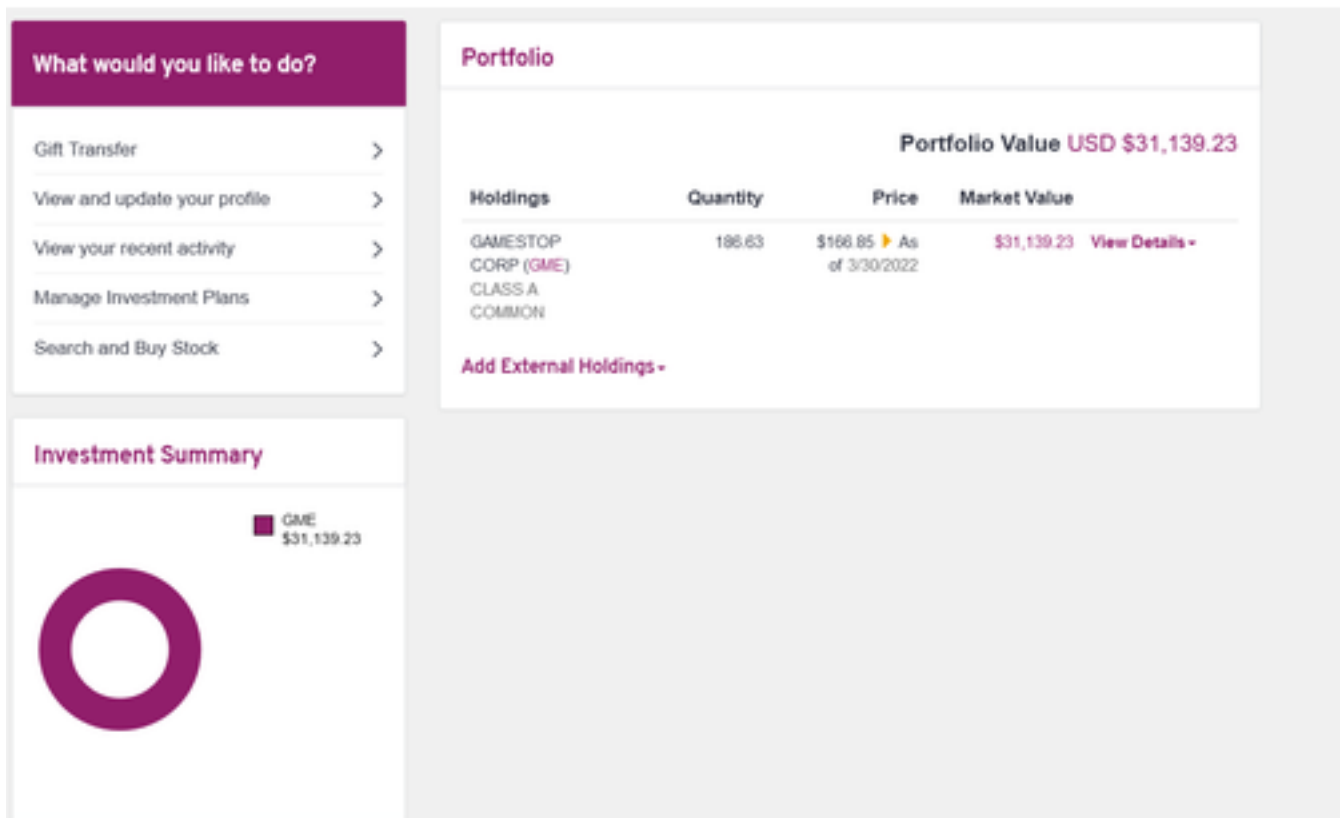 What would you like to do?
Gift Transfer
View and update your profile
View your recent activity
Manage Investment Plans
Search and Buy Stock
Investment Summary
GME
$31,139.23
Portfolio
Portfolio Value USD $31,139.23
Holdings Quantity Price Market Value
GAMESTOP 186.63 $166.85 As $31,139.23 View Details
CORP (GME) of 3/30/2022
CLASS A
COMMON
Add External Holdings